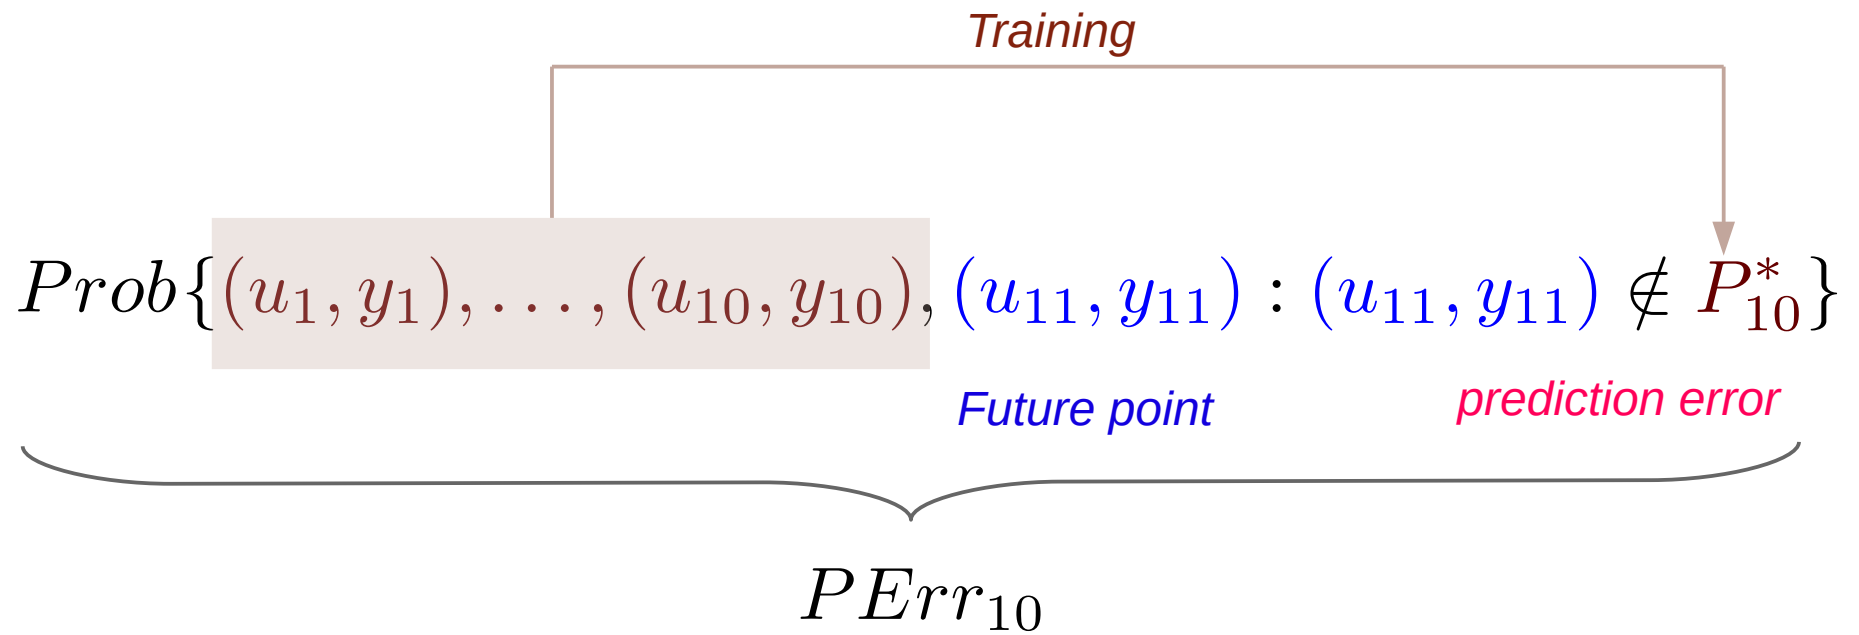 Training
Prob{(u₁, y₁), . . . , (u₁₀, y₁₀), (u₁₁, y₁₁) : (u₁₁, y₁₁) ∉ P*₁₀}
Future point prediction error
PErr₁₀